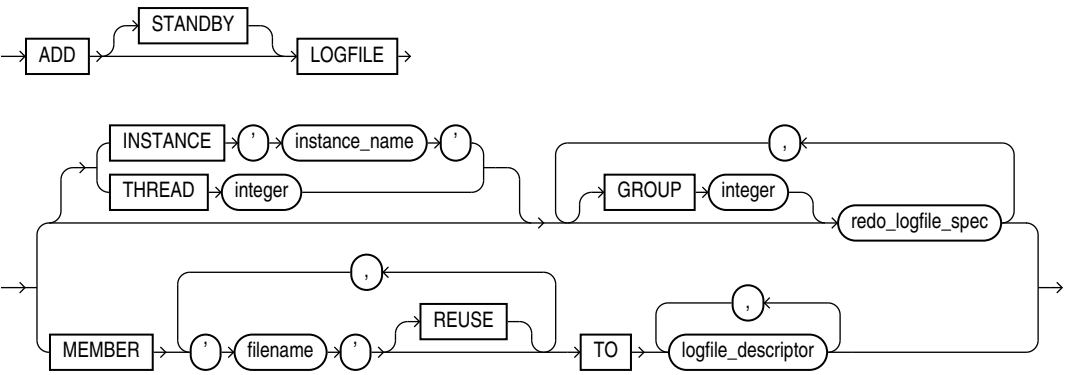 STANDBY
ADD LOGFILE
,
INSTANCE ' instance_name '
THREAD integer GROUP integer
redo_logfile_spec
,
REUSE ,
MEMBER ' filename ' TO logfile_descriptor